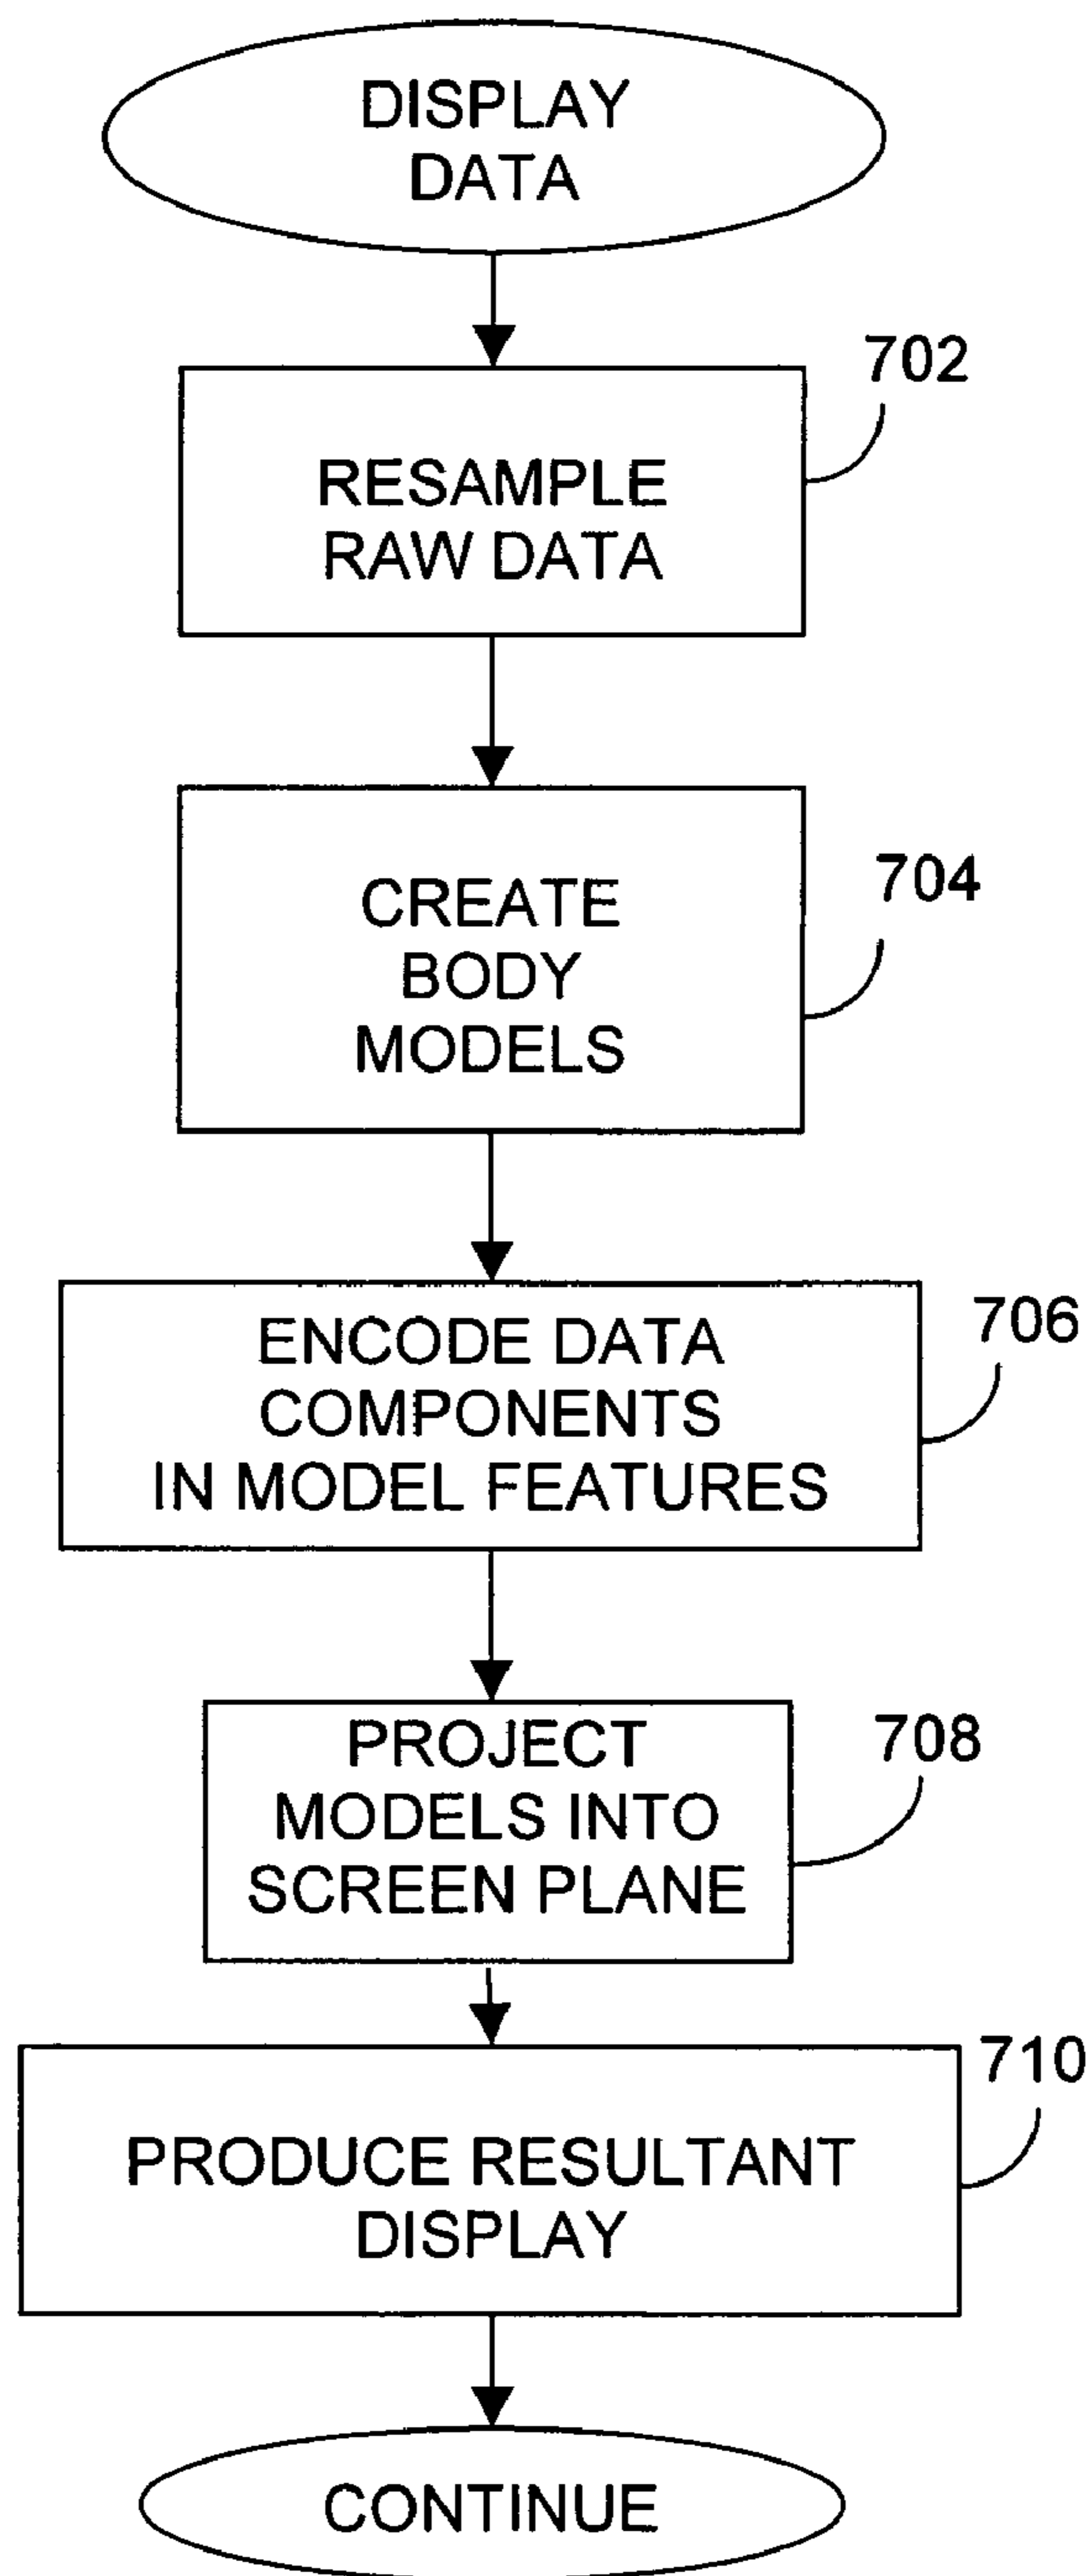 DISPLAY
DATA
702
RESAMPLE
RAW DATA
704
CREATE
BODY
MODELS
706
ENCODE DATA
COMPONENTS
IN MODEL FEATURES
708
PROJECT
MODELS INTO
SCREEN PLANE
710
PRODUCE RESULTANT
DISPLAY
CONTINUE